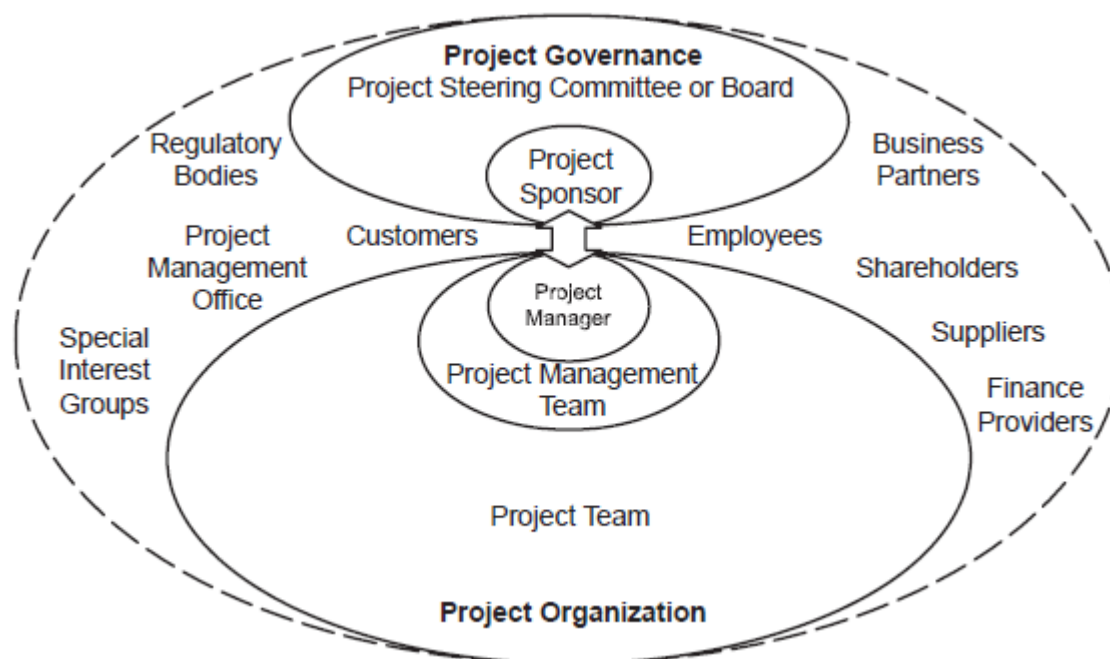 Project Governance
Project Steering Committee or Board
Regulatory
Bodies
Business
Partners
Project
Sponsor
Project
Management
Office
Customers
Employees
Shareholders
Project
Manager
Special
Interest
Groups
Suppliers
Project Management
Team
Finance
Providers
Project Team
Project Organization